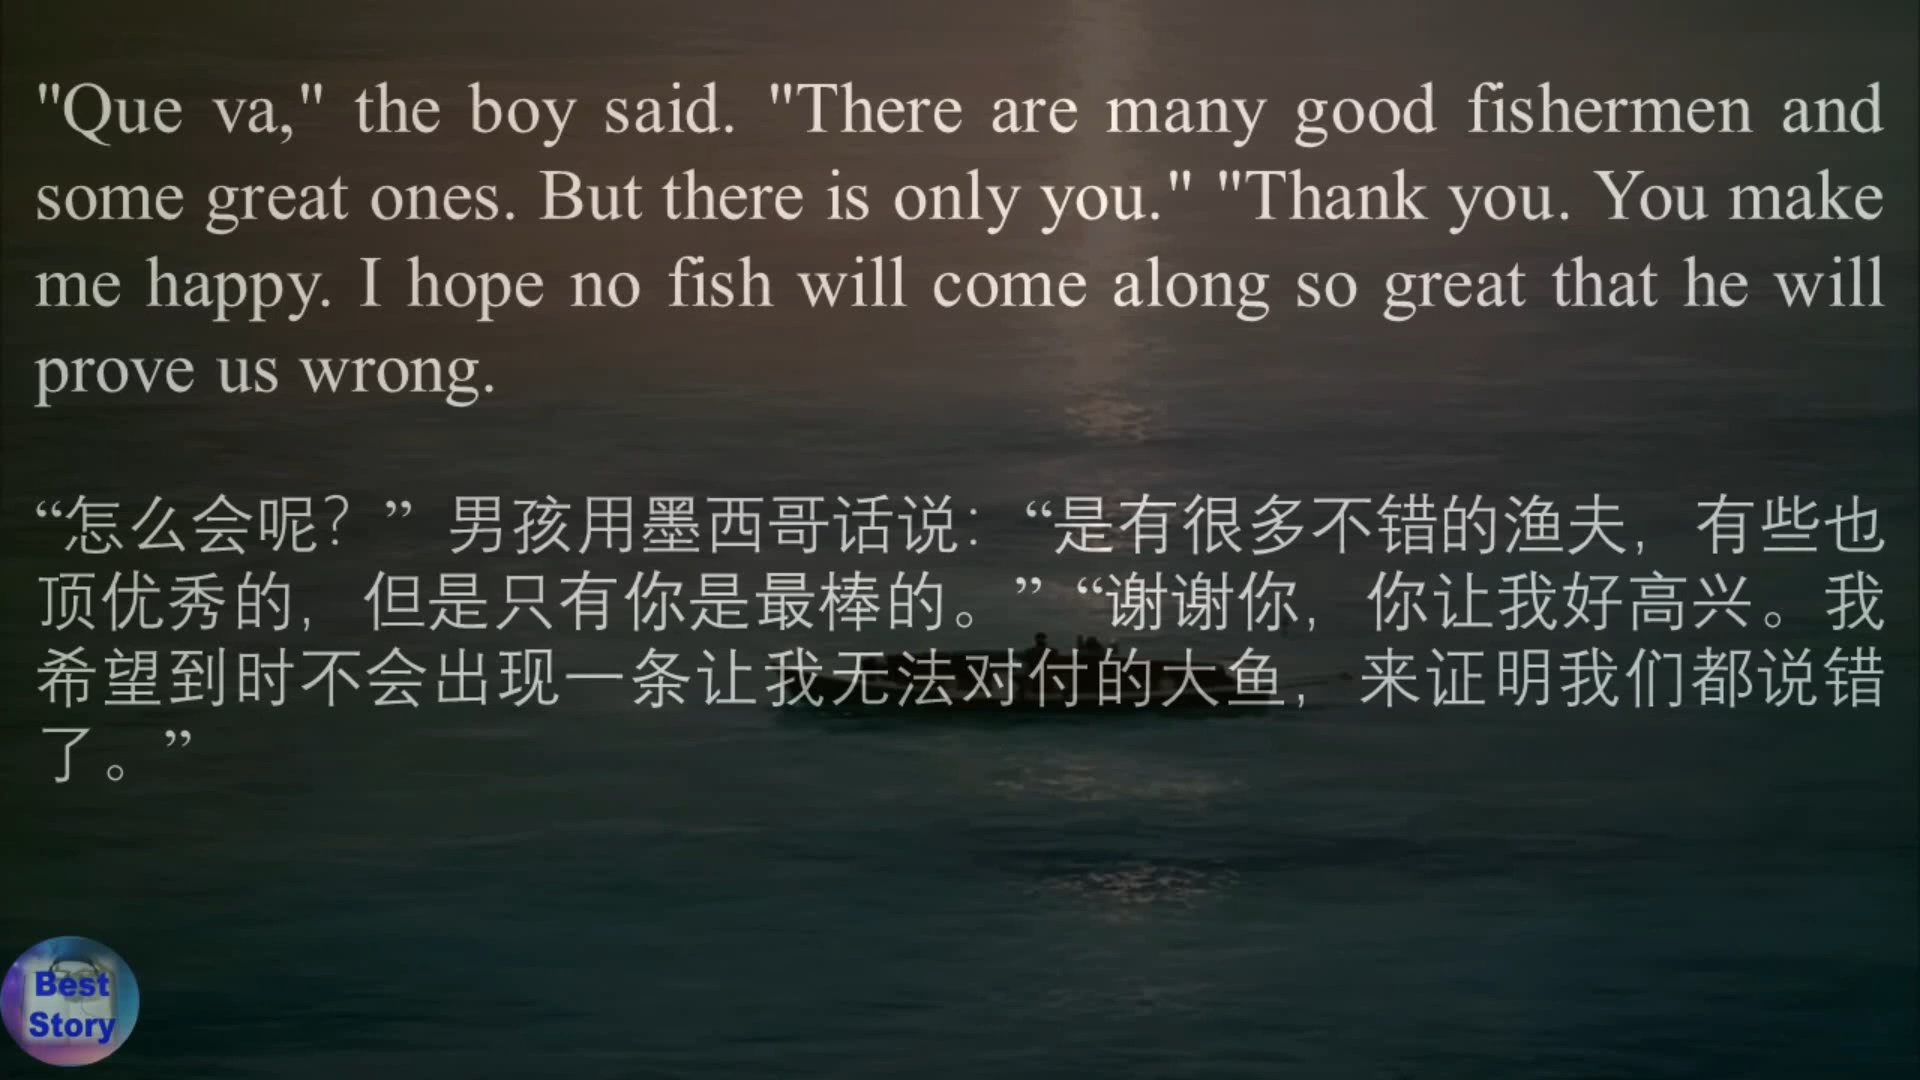 "Que va," the boy said. "There are many good fishermen and
some great ones. But there is only you." "Thank you. You make
me happy. I hope no fish will come along so great that he will
prove us wrong.
“怎么会呢？” 男孩用墨西哥话说：“是有很多不错的渔夫，有些也
顶优秀的，但是只有你是最棒的。”“谢谢你，你让我好高兴。我
希望到时不会出现一条让我无法对付的大鱼，来证明我们都说错
了。”
Best
Story